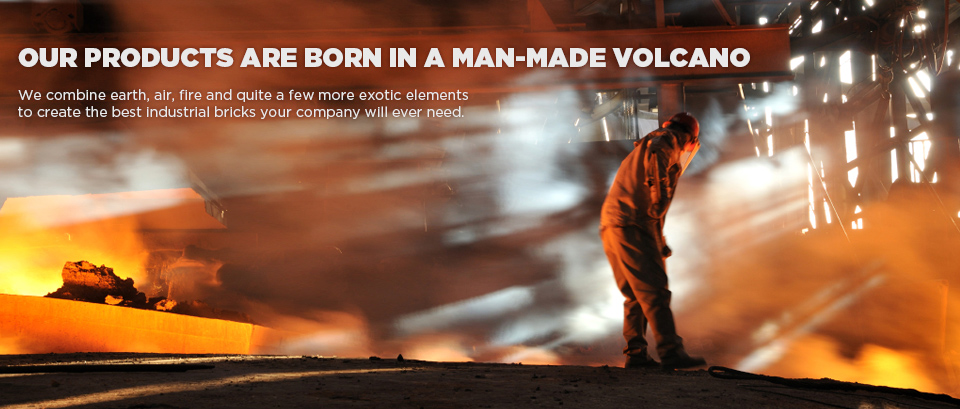 OUR PRODUCTS ARE BORN IN A MAN-MADE VOLCANO
We combine earth, air, fire and quite a few more exotic elements
to create the best industrial bricks your company will ever need.